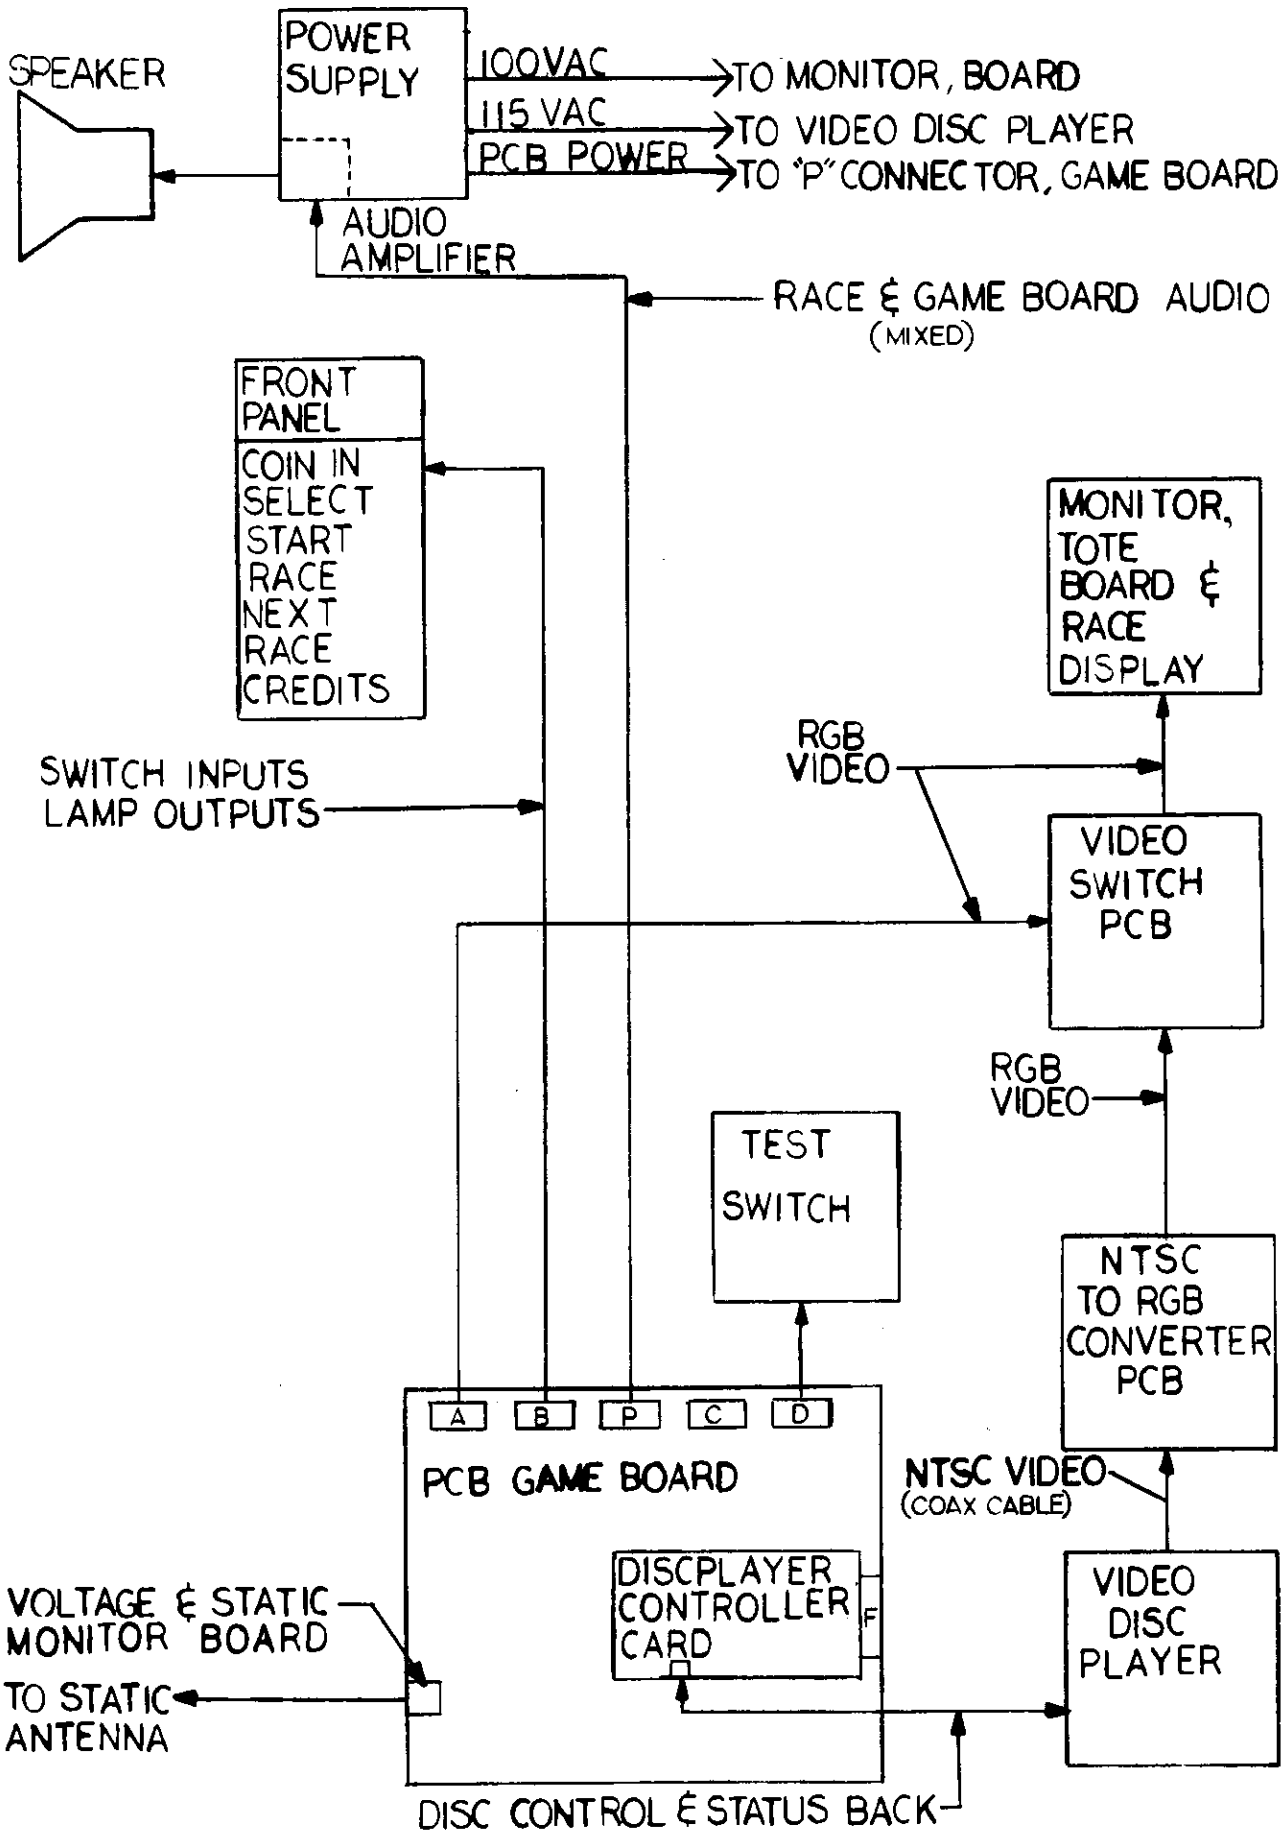 SPEAKER
POWER
SUPPLY
100VAC
TO MONITOR, BOARD
115 VAC
TO VIDEO DISC PLAYER
PCB POWER
TO "P" CONNECTOR, GAME BOARD
AUDIO
AMPLIFIER
RACE & GAME BOARD AUDIO
(MIXED)
FRONT
PANEL
COIN IN
SELECT
START
RACE
NEXT
RACE
CREDITS
MONITOR,
TOTE
BOARD &
RACE
DISPLAY
RGB
VIDEO
SWITCH INPUTS
LAMP OUTPUTS
VIDEO
SWITCH
PCB
RGB
VIDEO
TEST
SWITCH
NTSC
TO RGB
CONVERTER
PCB
A
B
P
C
D
PCB GAME BOARD
NTSC VIDEO
(COAX CABLE)
DISCPLAYER
CONTROLLER
CARD
F
VIDEO
DISC
PLAYER
VOLTAGE & STATIC
MONITOR BOARD
TO STATIC
ANTENNA
DISC CONTROL & STATUS BACK